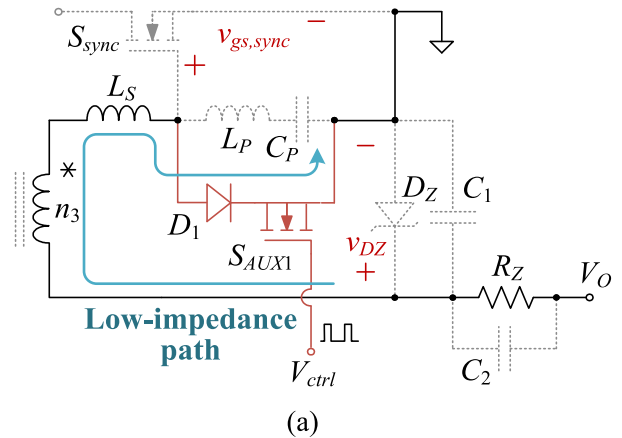 S_sync
v_gs,sync
−
+
L_S
L_P
C_P
−
*
n_3
D_1
S_AUX1
D_Z
C_1
v_DZ
+
R_Z
V_O
Low-impedance
path
C_2
V_ctrl
(a)